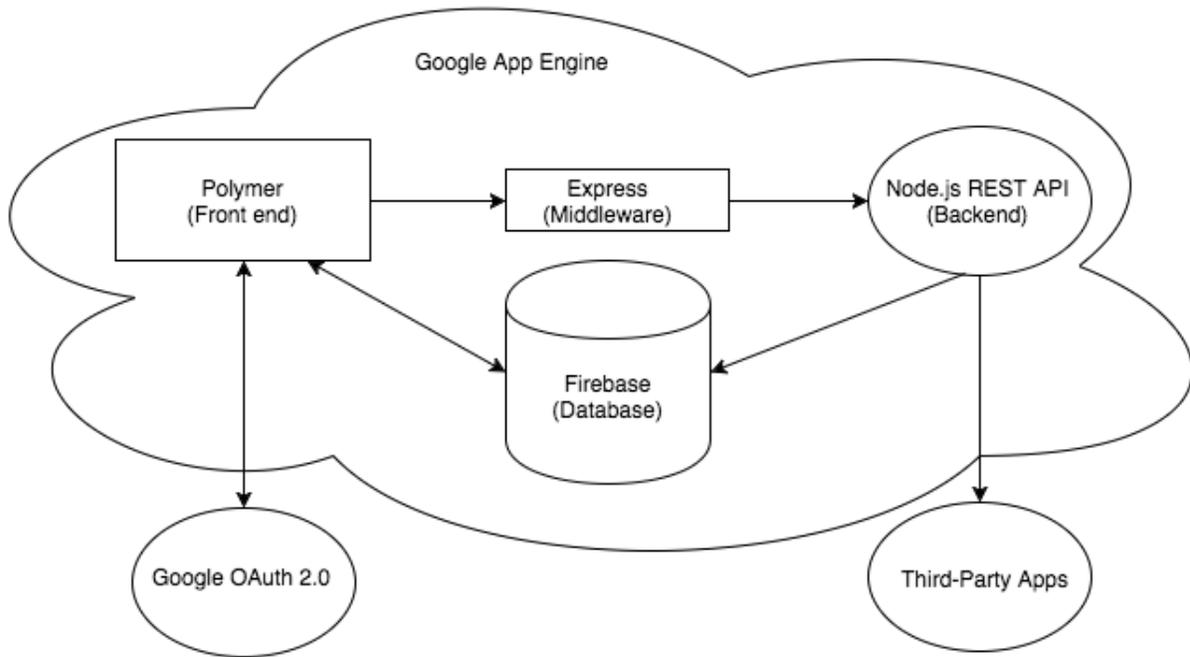 Google App Engine
Polymer
(Front end)
Express
(Middleware)
Node.js REST API
(Backend)
Firebase
(Database)
Google OAuth 2.0
Third-Party Apps